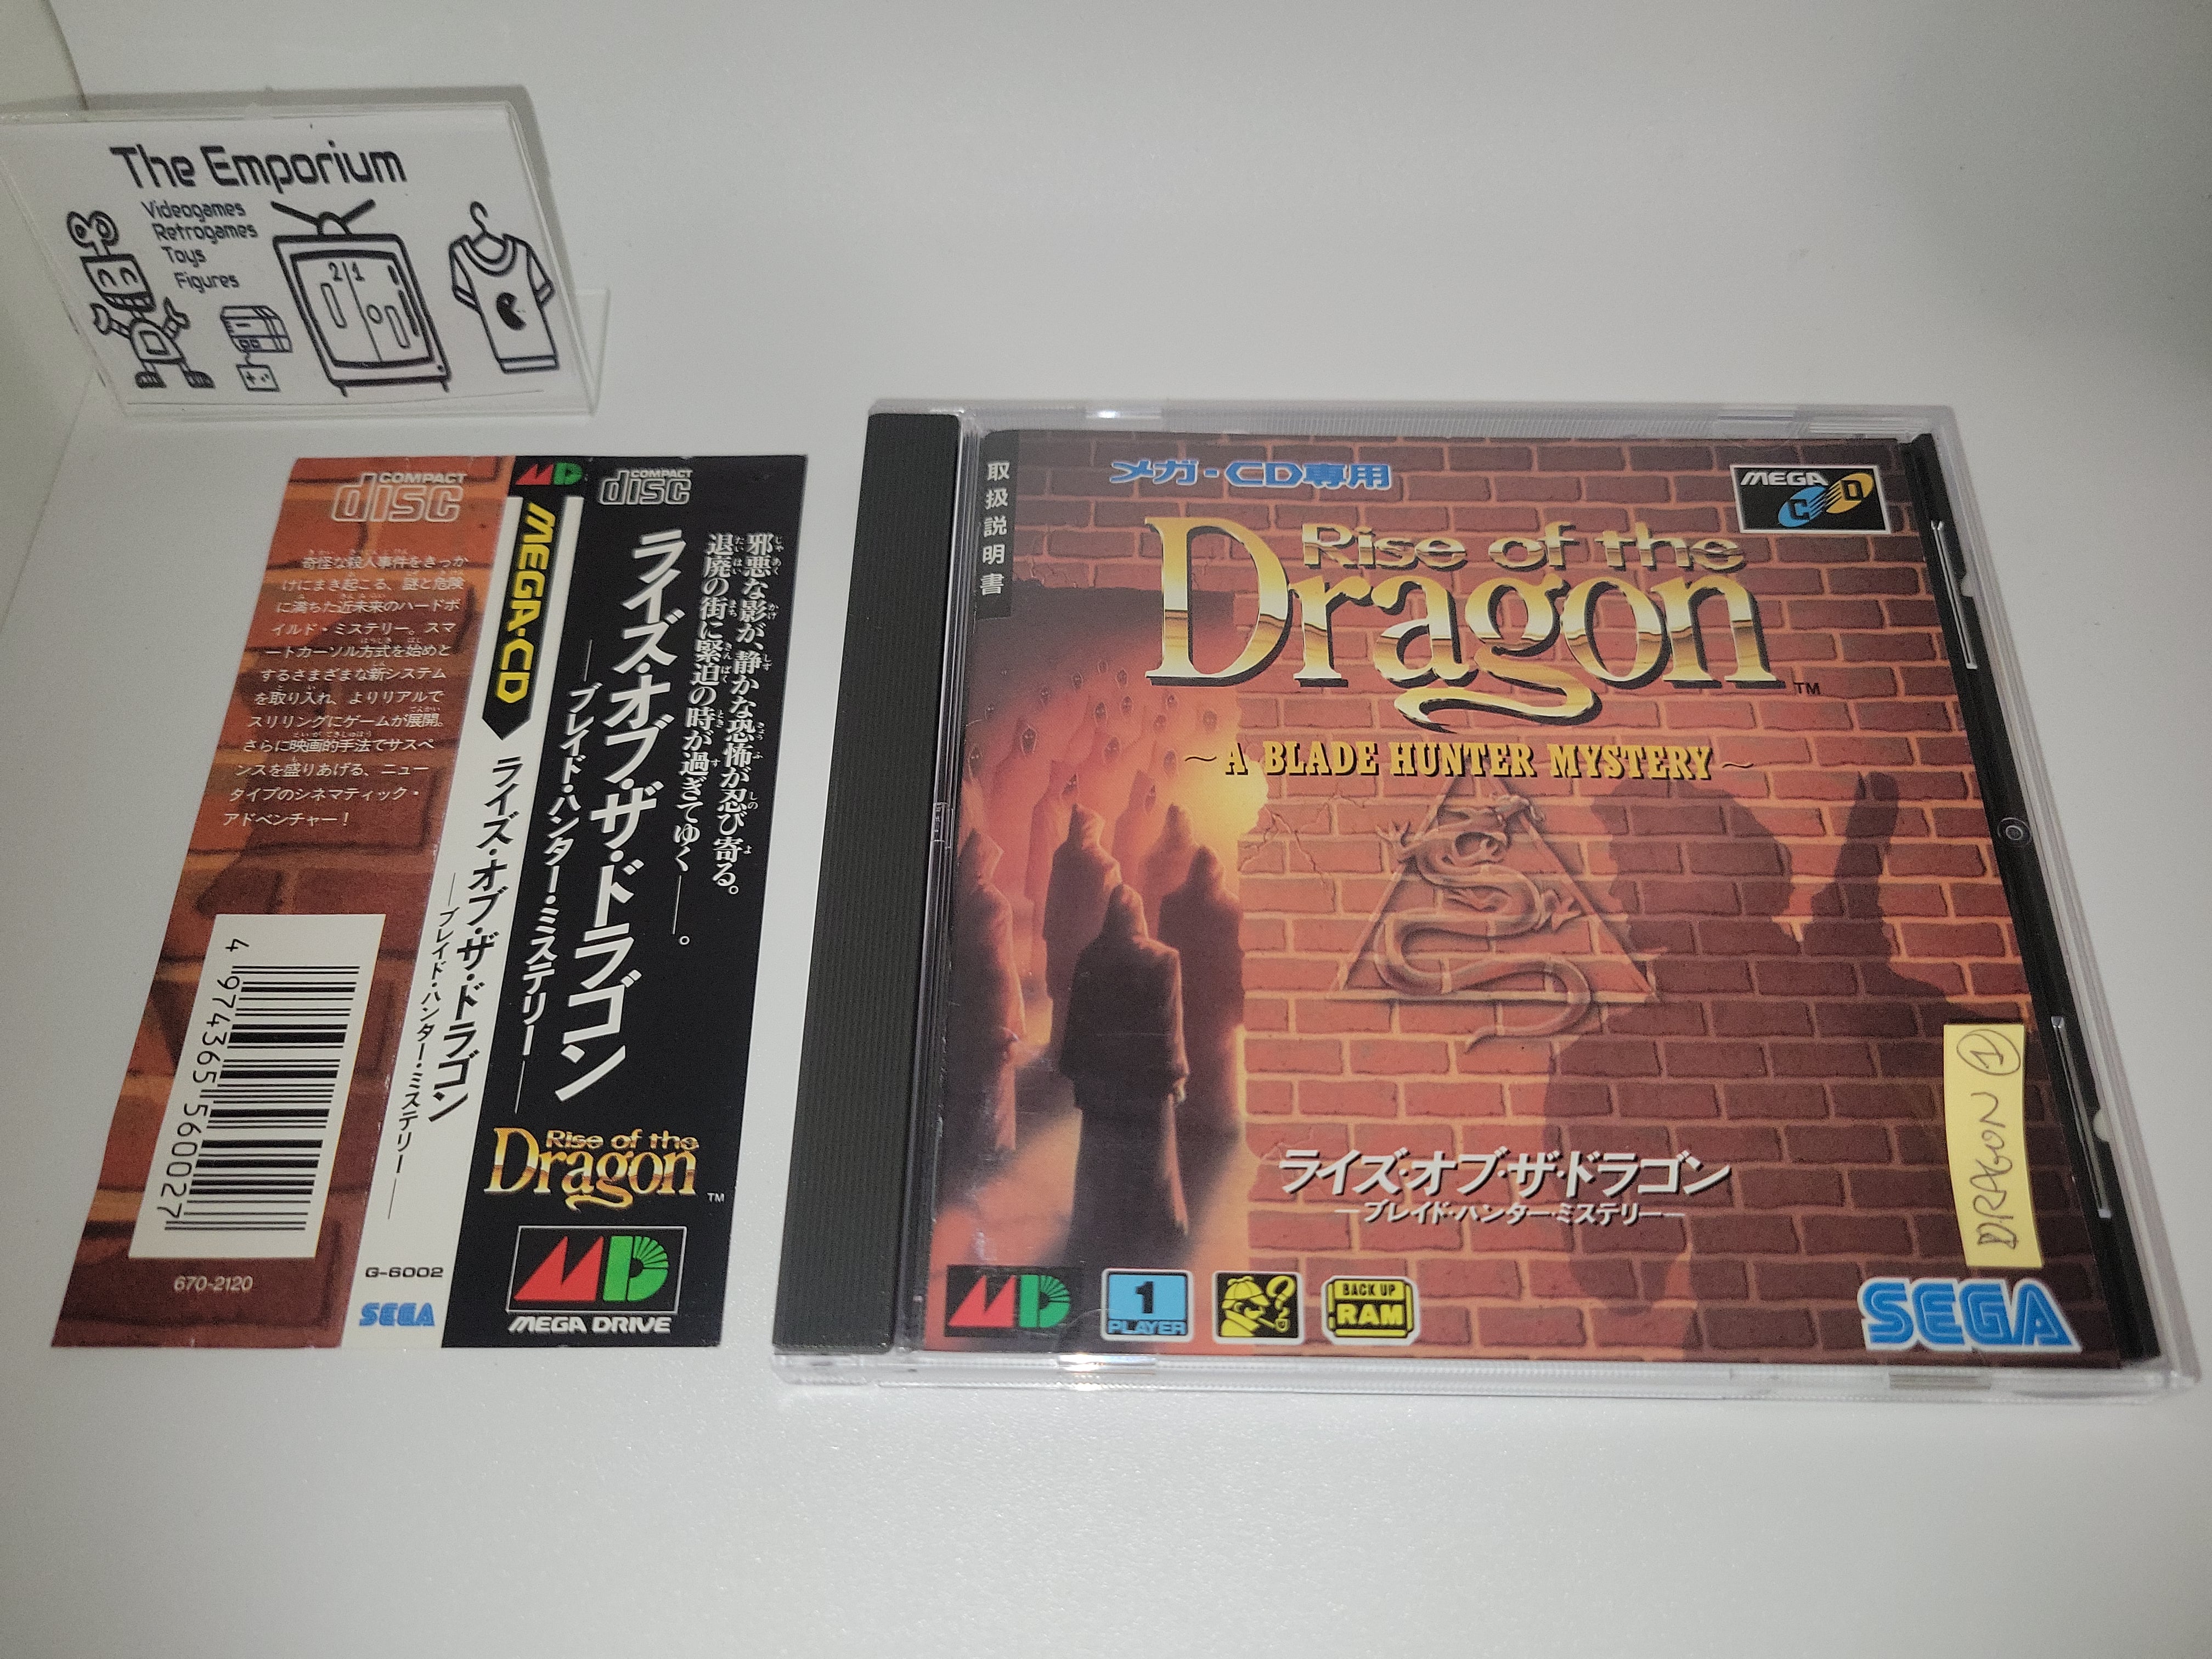 The Emporium
Videogames
Retrogames
Toys
Figures
21
COMPACT
disc
奇怪な殺人事件をきっか
けにまき起こる、謎と危険
に満ちた近未来のハードボ
イルド・ミステリー。スマ
ートカーソル方式を始めと
するさまざまな新システム
を取り入れ、よりリアルで
スリリングにゲームが展開。
さらに映画的手法でサスペ
ンスを盛りあげる、ニュー
タイプのシネマティック・
アドベンチャー!
4974365560027
670-2120
MD
MEGA-CD
ライズ・オブ・ザ・ドラゴン
—ブレイド・ハンター・ミステリー—
G-6002
SEGA
COMPACT
disc
邪悪な影が、静かな恐怖が忍び寄る。
退廃の街に緊迫の時が過ぎてゆく——。
ライズ・オブ・ザ・ドラゴン
—ブレイド・ハンター・ミステリー—
Rise of the
Dragon
TM
MD
MEGA DRIVE
取扱説明書
メガ・CD専用
MEGA
CD
Rise of the
Dragon
TM
~A BLADE HUNTER MYSTERY~
DRAGON 1
ライズ・オブ・ザ・ドラゴン
—ブレイド・ハンター・ミステリー—
MD
1
PLAYER
BACK UP
RAM
SEGA